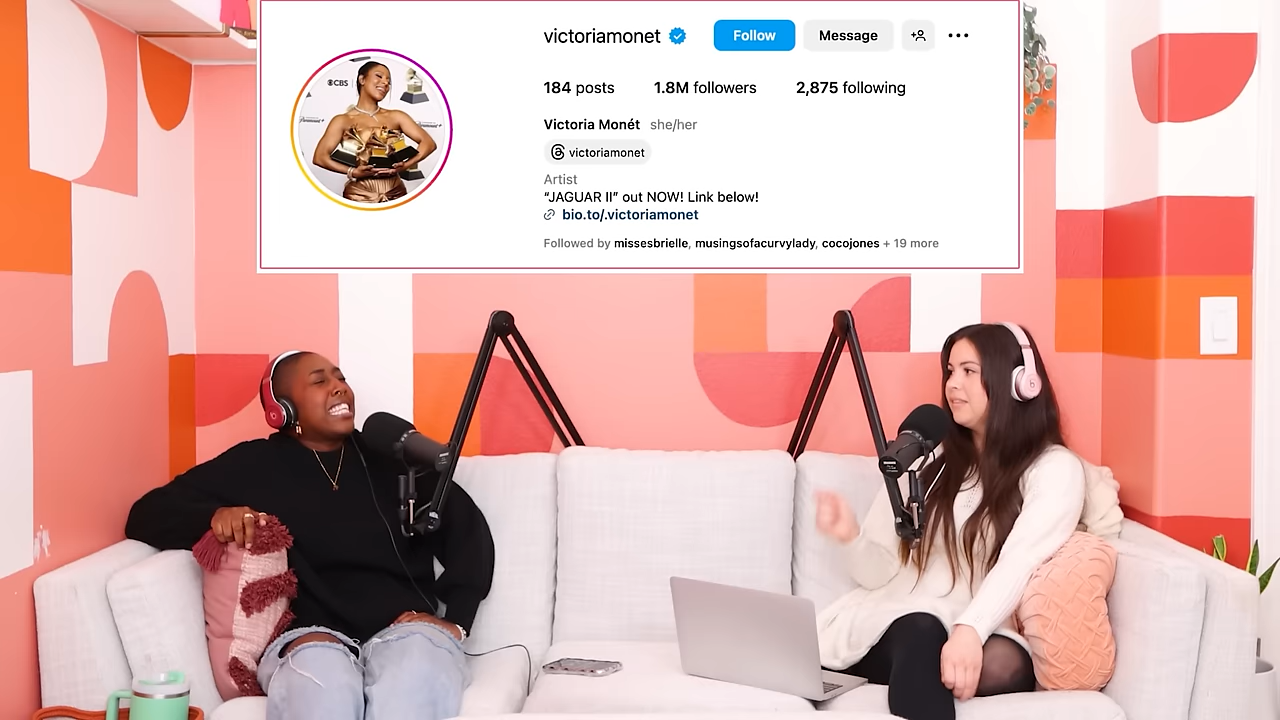 victoriamonet
Follow
Message
184 posts 1.8M followers 2,875 following
Victoria Monét she/her
victoriamonet
Artist
“JAGUAR II” out NOW! Link below!
bio.to/.victoriamonet
Followed by missesbrielle, musingsofacurvylady, cocojones + 19 more
CBS